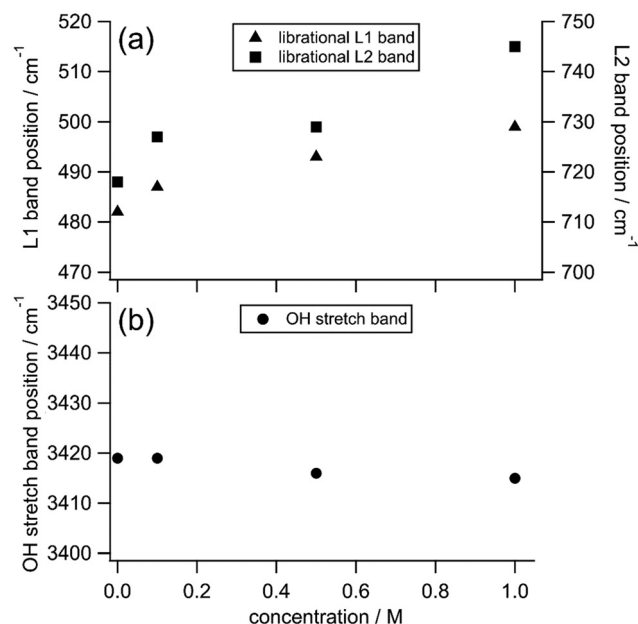 (a)
librational L1 band
librational L2 band
L1 band position / cm⁻¹
520
510
500
490
480
470
L2 band position / cm⁻¹
750
740
730
720
710
700
(b)
OH stretch band
OH stretch band position / cm⁻¹
3450
3440
3430
3420
3410
3400
0.0 0.2 0.4 0.6 0.8 1.0
concentration / M